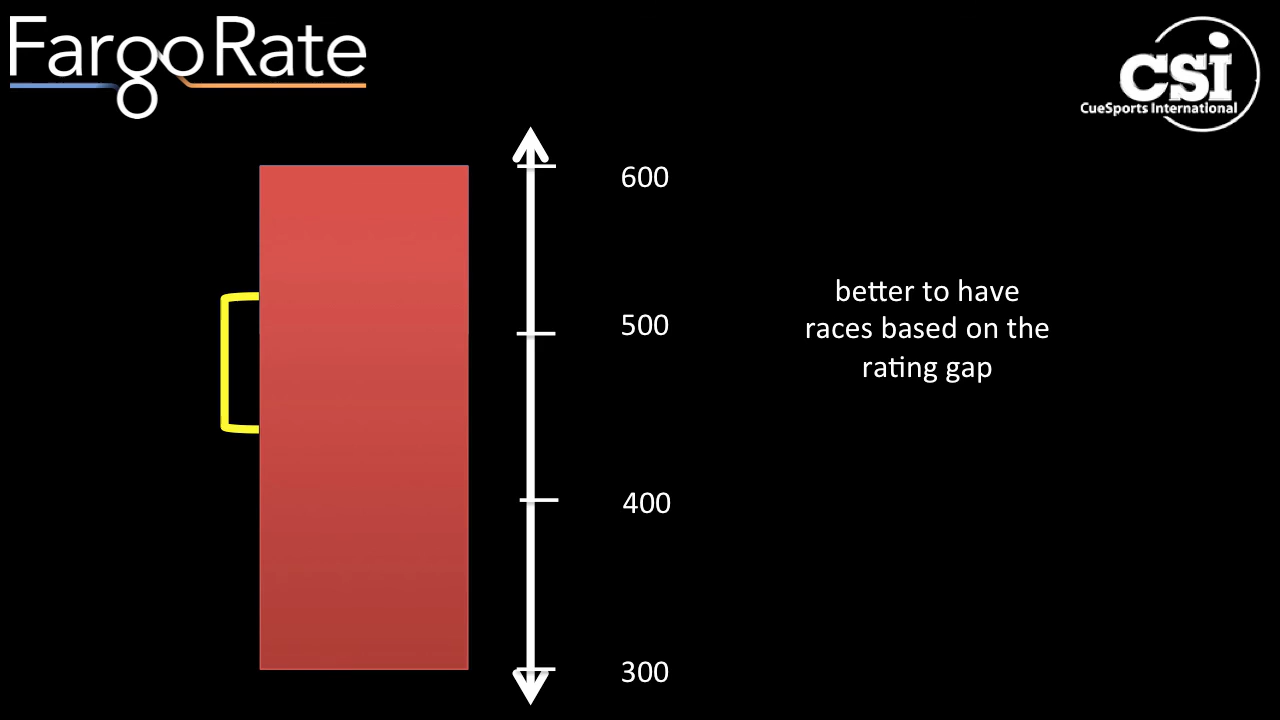 FargoRate
CSI
CueSports International
600
500
400
300
better to have
races based on the
rating gap